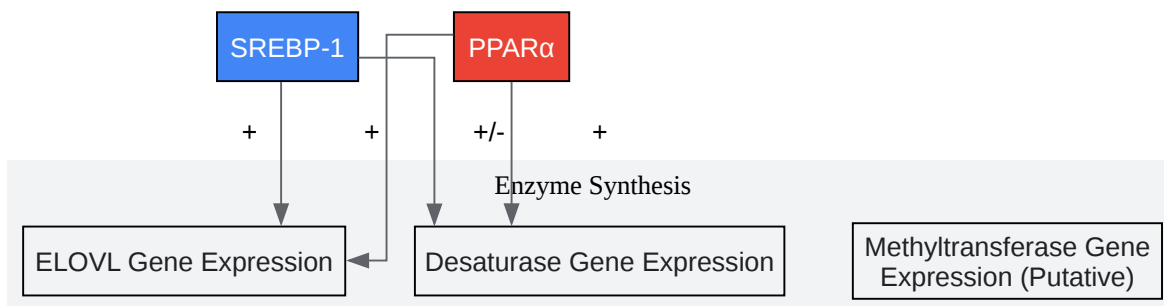 SREBP-1
PPARα
+
+
+/-
+
Enzyme Synthesis
ELOVL Gene Expression
Desaturase Gene Expression
Methyltransferase Gene
Expression (Putative)